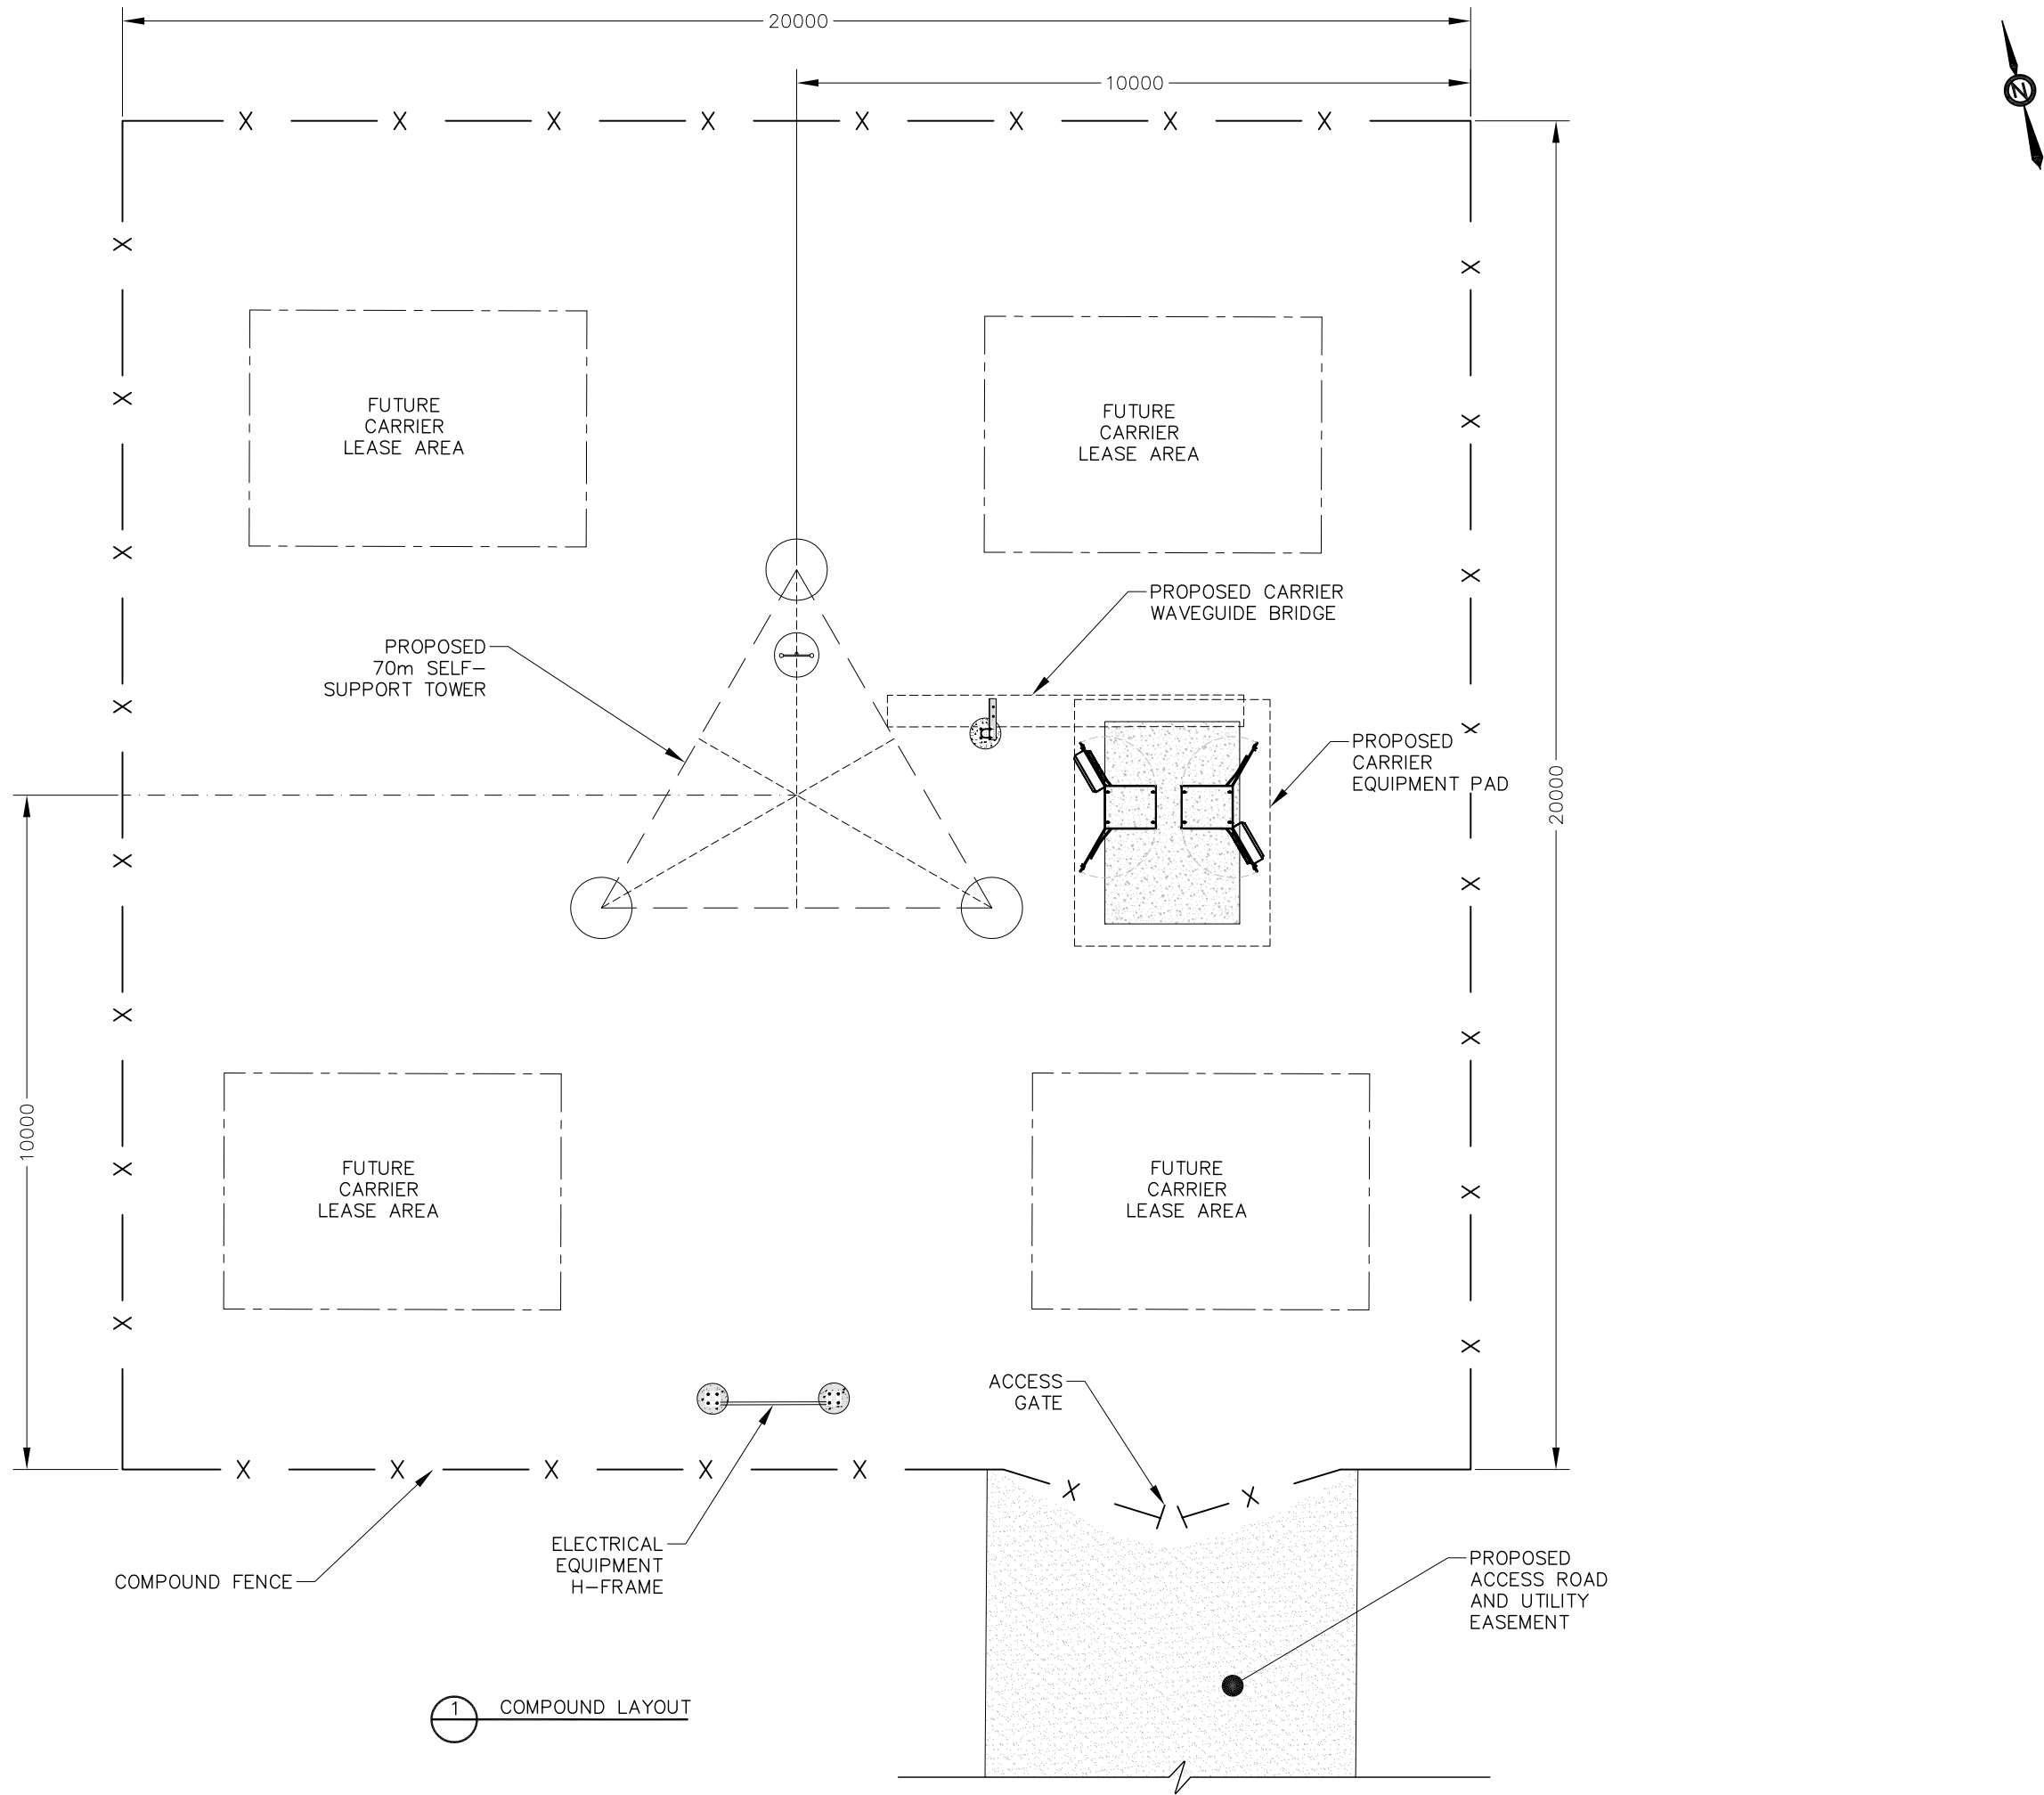 20000
10000
N
FUTURE
CARRIER
LEASE AREA
FUTURE
CARRIER
LEASE AREA
PROPOSED CARRIER
WAVEGUIDE BRIDGE
PROPOSED
70m SELF-
SUPPORT TOWER
PROPOSED
CARRIER
EQUIPMENT PAD
20000
10000
FUTURE
CARRIER
LEASE AREA
FUTURE
CARRIER
LEASE AREA
ACCESS
GATE
ELECTRICAL
EQUIPMENT
H-FRAME
COMPOUND FENCE
PROPOSED
ACCESS ROAD
AND UTILITY
EASEMENT
1 COMPOUND LAYOUT